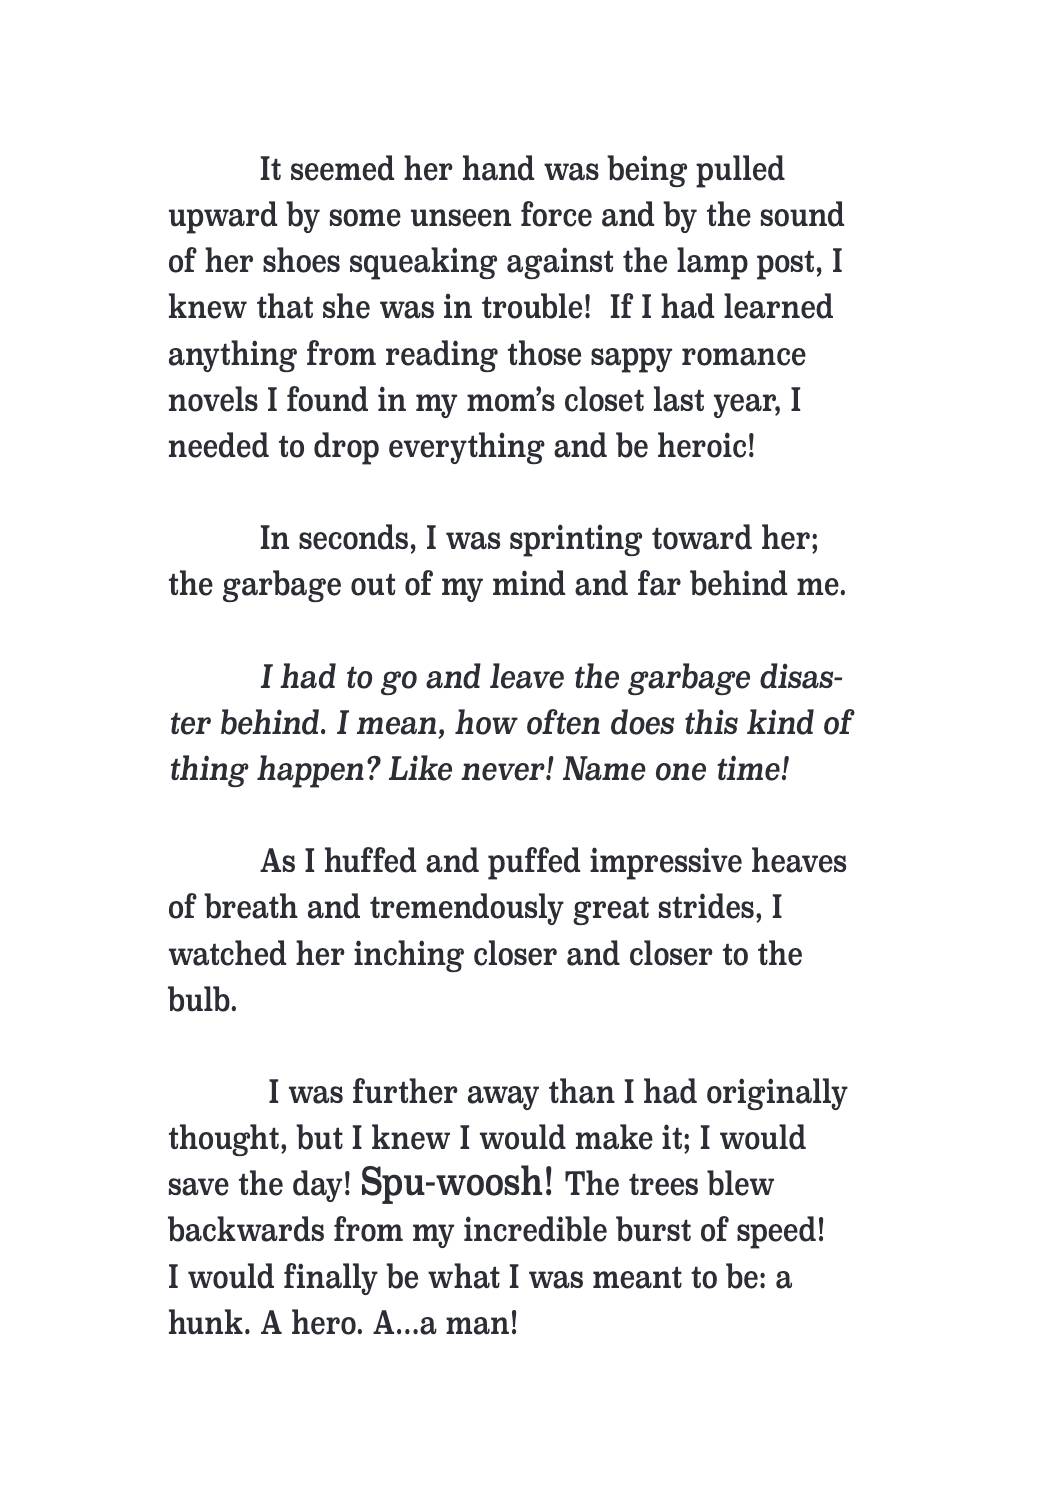 It seemed her hand was being pulled
upward by some unseen force and by the sound
of her shoes squeaking against the lamp post, I
knew that she was in trouble!  If I had learned
anything from reading those sappy romance
novels I found in my mom’s closet last year, I
needed to drop everything and be heroic!
In seconds, I was sprinting toward her;
the garbage out of my mind and far behind me.
I had to go and leave the garbage disas-
ter behind. I mean, how often does this kind of
thing happen? Like never! Name one time!
As I huffed and puffed impressive heaves
of breath and tremendously great strides, I
watched her inching closer and closer to the
bulb.
I was further away than I had originally
thought, but I knew I would make it; I would
save the day! Spu-woosh! The trees blew
backwards from my incredible burst of speed!
I would finally be what I was meant to be: a
hunk. A hero. A...a man!